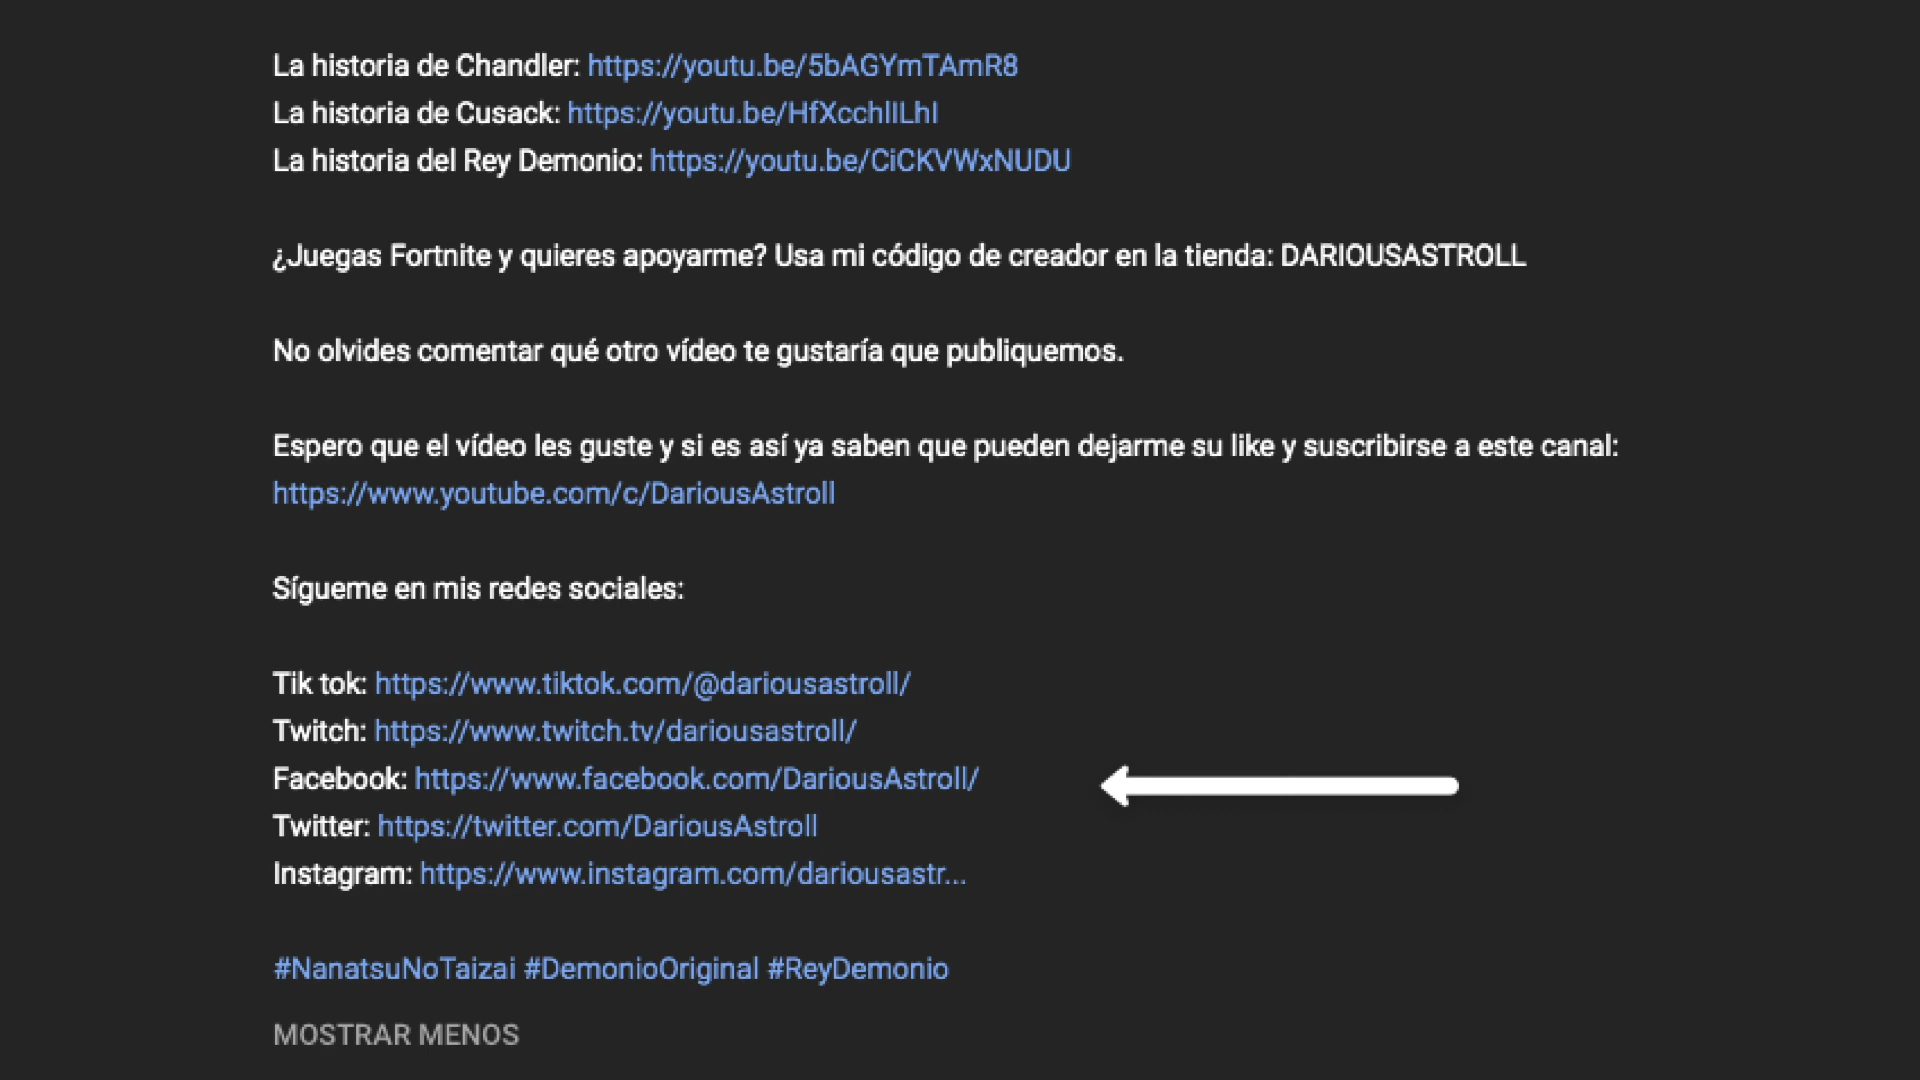 La historia de Chandler: https://youtu.be/5bAGYmTAmR8
La historia de Cusack: https://youtu.be/HfXcchlILhI
La historia del Rey Demonio: https://youtu.be/CiCKVWxNUDU
¿Juegas Fortnite y quieres apoyarme? Usa mi código de creador en la tienda: DARIOUSASTROLL
No olvides comentar qué otro vídeo te gustaría que publiquemos.
Espero que el vídeo les guste y si es así ya saben que pueden dejarme su like y suscribirse a este canal:
https://www.youtube.com/c/DariousAstroll
Sígueme en mis redes sociales:
Tik tok: https://www.tiktok.com/@dariousastroll/
Twitch: https://www.twitch.tv/dariousastroll/
Facebook: https://www.facebook.com/DariousAstroll/
Twitter: https://twitter.com/DariousAstroll
Instagram: https://www.instagram.com/dariousastr...
#NanatsuNoTaizai #DemonioOriginal #ReyDemonio
MOSTRAR MENOS